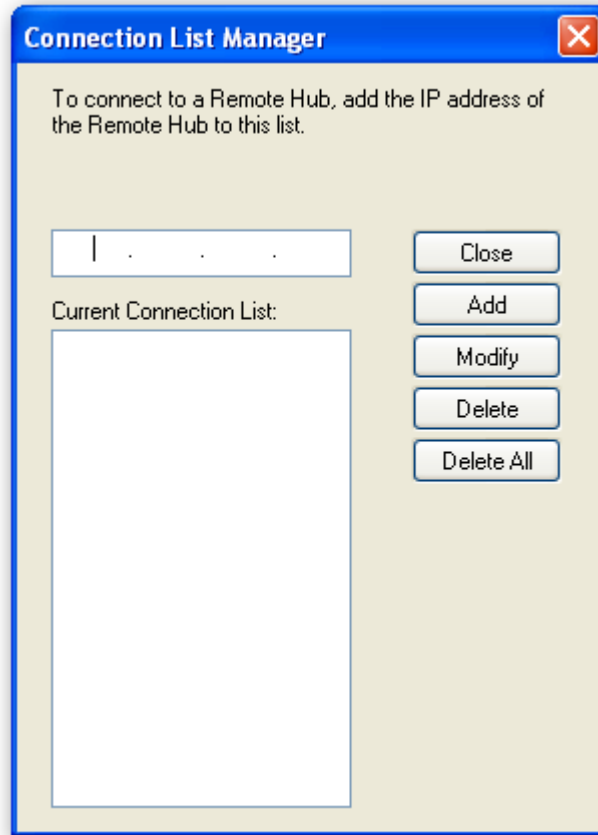 Connection List Manager
To connect to a Remote Hub, add the IP address of
the Remote Hub to this list.
. . .
Close
Current Connection List:
Add
Modify
Delete
Delete All